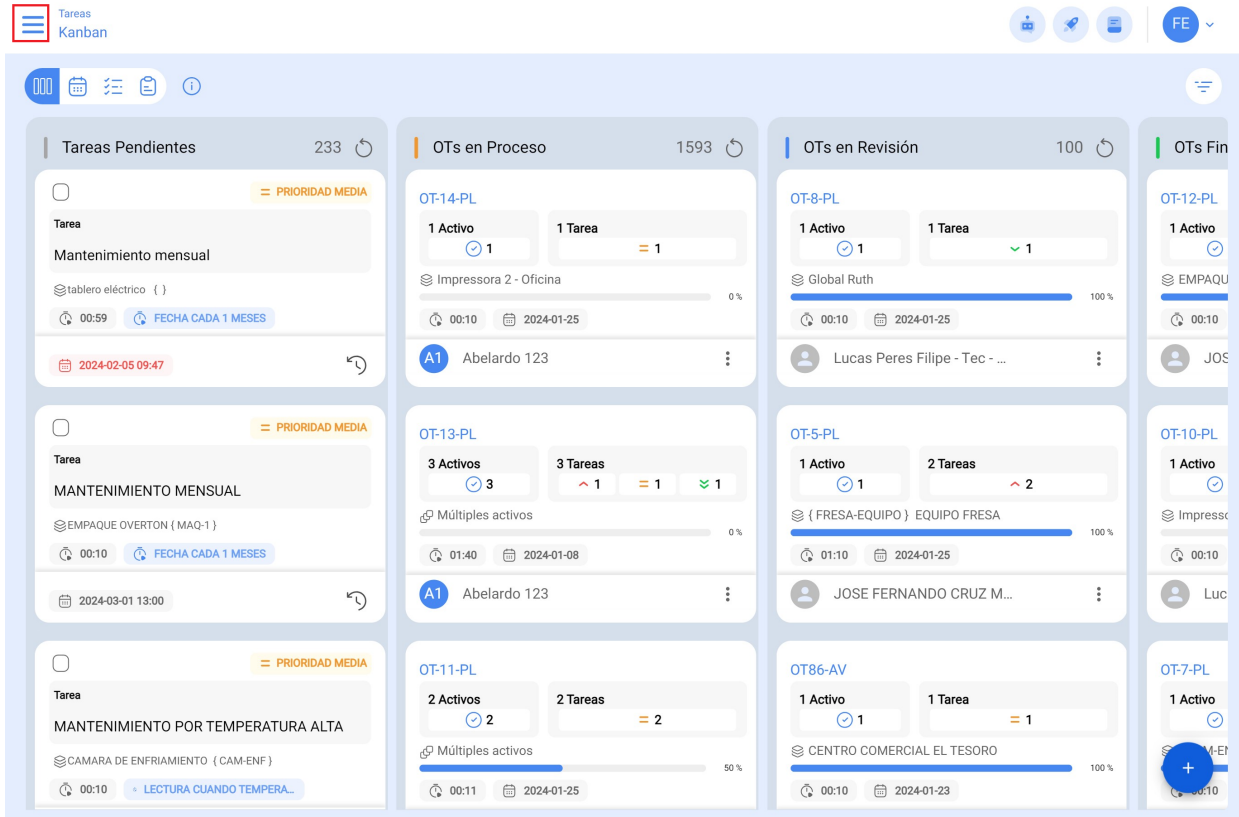 Tareas
Kanban
FE
Tareas Pendientes 233
PRIORIDAD MEDIA
Tarea
Mantenimiento mensual
tablero eléctrico { }
00:59 FECHA CADA 1 MESES
2024-02-05 09:47
PRIORIDAD MEDIA
Tarea
MANTENIMIENTO MENSUAL
EMPAQUE OVERTON { MAQ-1 }
00:10 FECHA CADA 1 MESES
2024-03-01 13:00
PRIORIDAD MEDIA
Tarea
MANTENIMIENTO POR TEMPERATURA ALTA
CAMARA DE ENFRIAMIENTO { CAM-ENF }
00:10 LECTURA CUANDO TEMPERA...
OTs en Proceso 1593
OT-14-PL
1 Activo 1 Tarea
1 1
Impressora 2 - Oficina
0 %
00:10 2024-01-25
A1 Abelardo 123
OT-13-PL
3 Activos 3 Tareas
3 1 1 1
Múltiples activos
0 %
01:40 2024-01-08
A1 Abelardo 123
OT-11-PL
2 Activos 2 Tareas
2 2
Múltiples activos
50 %
00:11 2024-01-25
OTs en Revisión 100
OT-8-PL
1 Activo 1 Tarea
1 1
Global Ruth
100 %
00:10 2024-01-25
Lucas Peres Filipe - Tec - ...
OT-5-PL
1 Activo 2 Tareas
1 2
{ FRESA-EQUIPO } EQUIPO FRESA
100 %
01:10 2024-01-25
JOSE FERNANDO CRUZ M...
OT86-AV
1 Activo 1 Tarea
1 1
CENTRO COMERCIAL EL TESORO
100 %
00:10 2024-01-23
OTs Fin
OT-12-PL
1 Activo
EMPAQU
00:10
JOS
OT-10-PL
1 Activo
Impresso
00:10
Luc
OT-7-PL
1 Activo